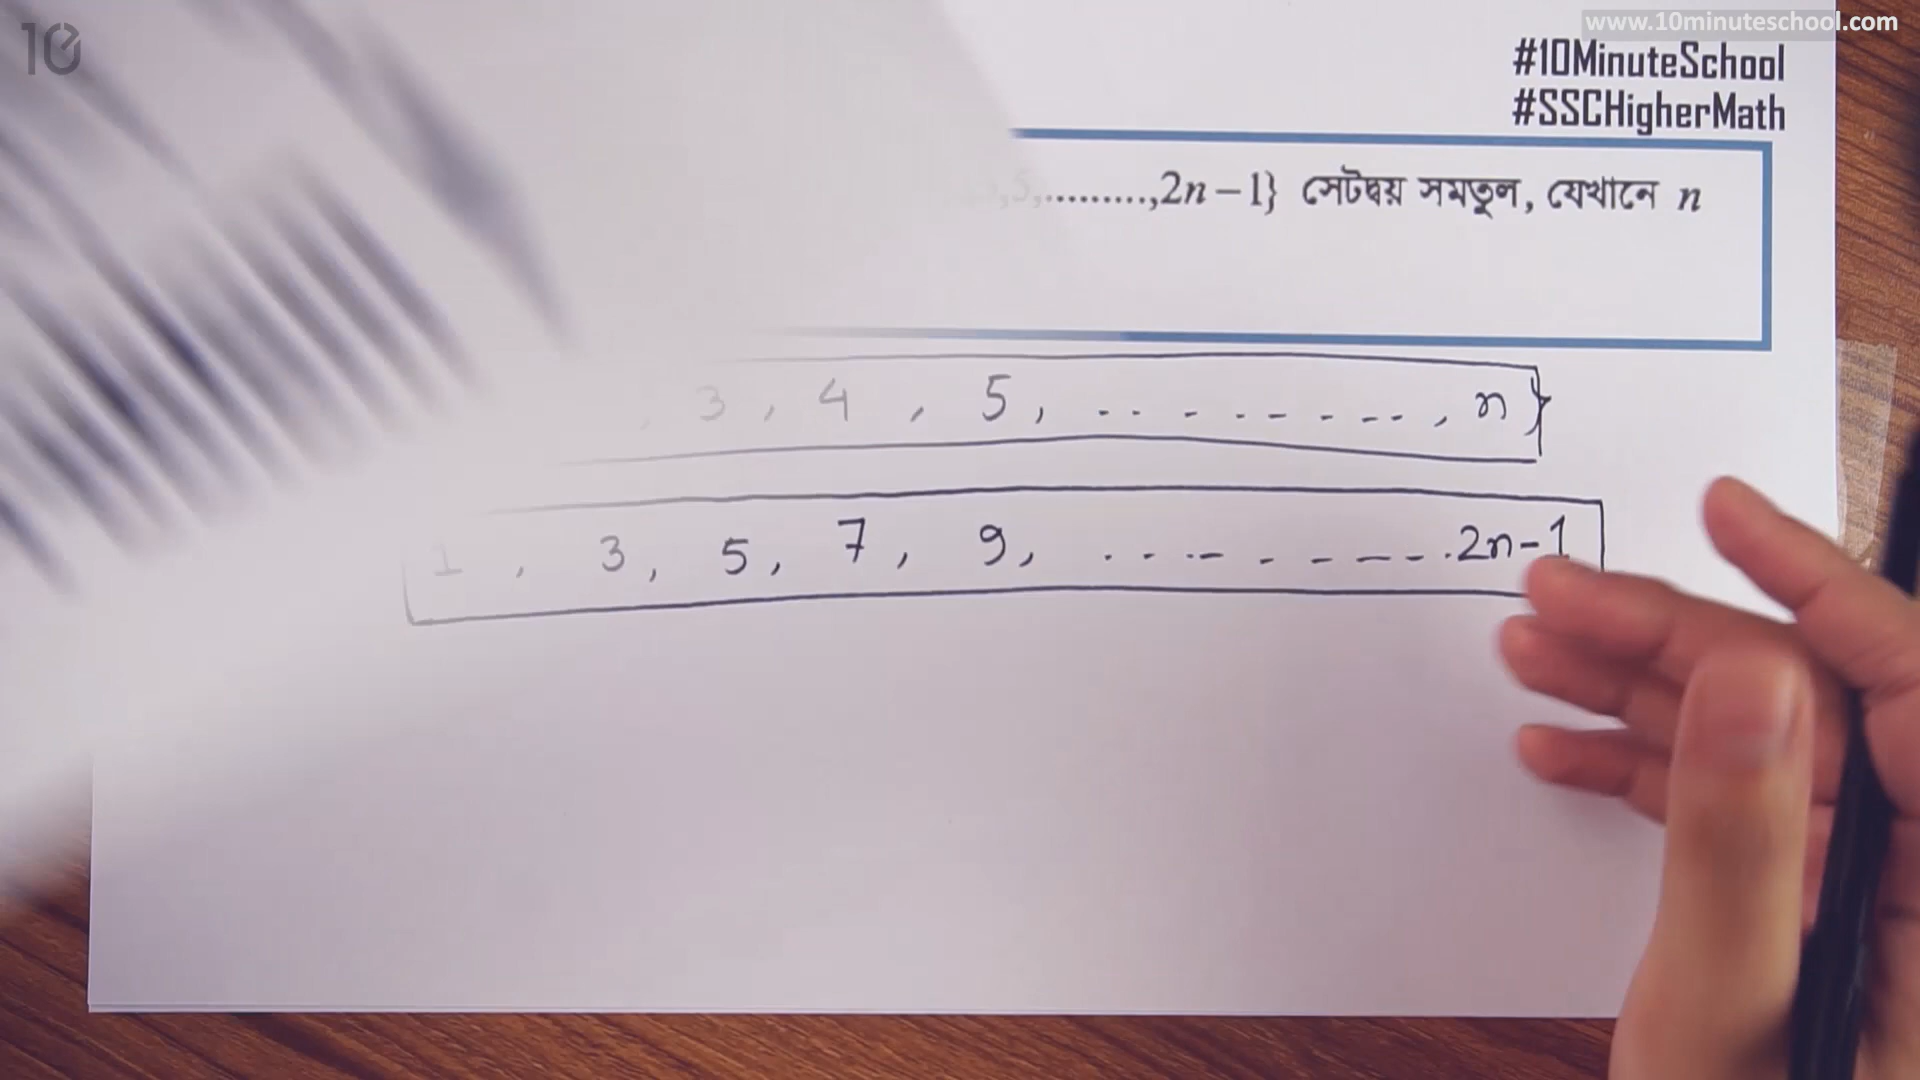 10
www.10minuteschool.com
#10MinuteSchool
#SSCHigherMath
5,.........,2n−1} সেটদ্বয় সমতুল, যেখানে n
, 3 , 4 , 5 , .. - - - - -- , n}
1 , 3 , 5 , 7 , 9 , . . -- - - - - - . 2n-1